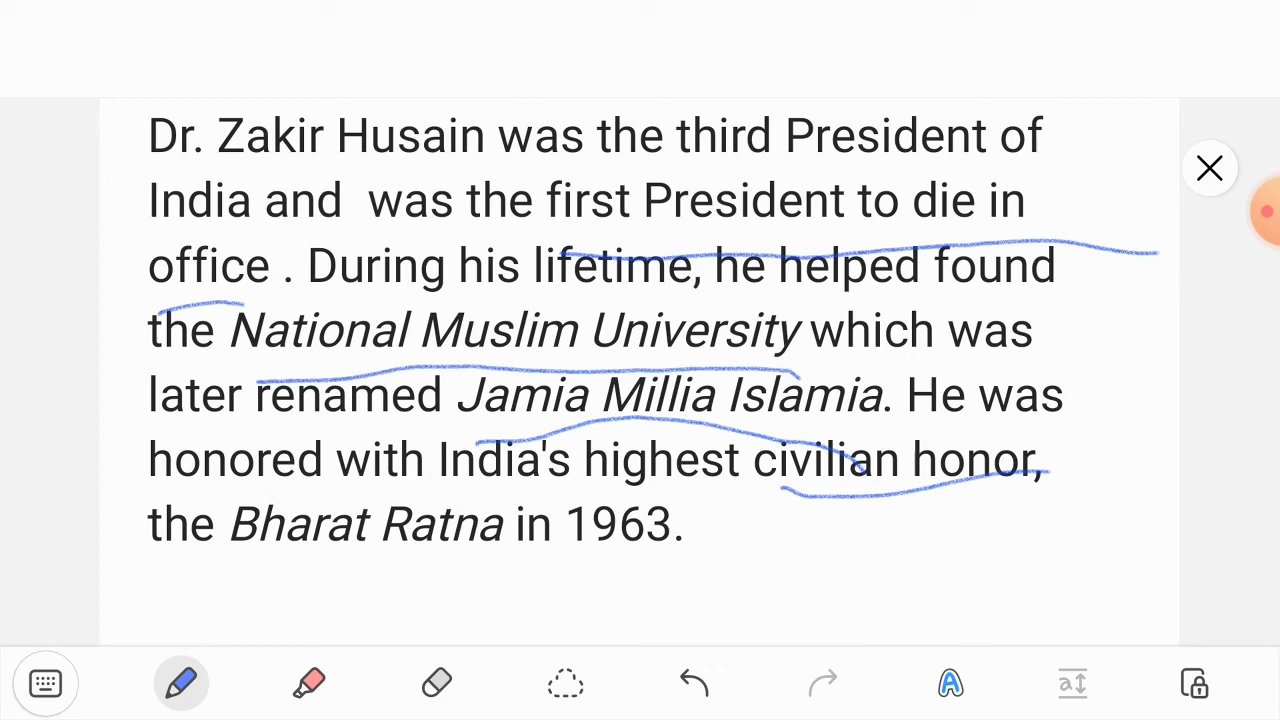 Dr. Zakir Husain was the third President of
India and  was the first President to die in
office . During his lifetime, he helped found
the National Muslim University which was
later renamed Jamia Millia Islamia. He was
honored with India's highest civilian honor,
the Bharat Ratna in 1963.
A
a